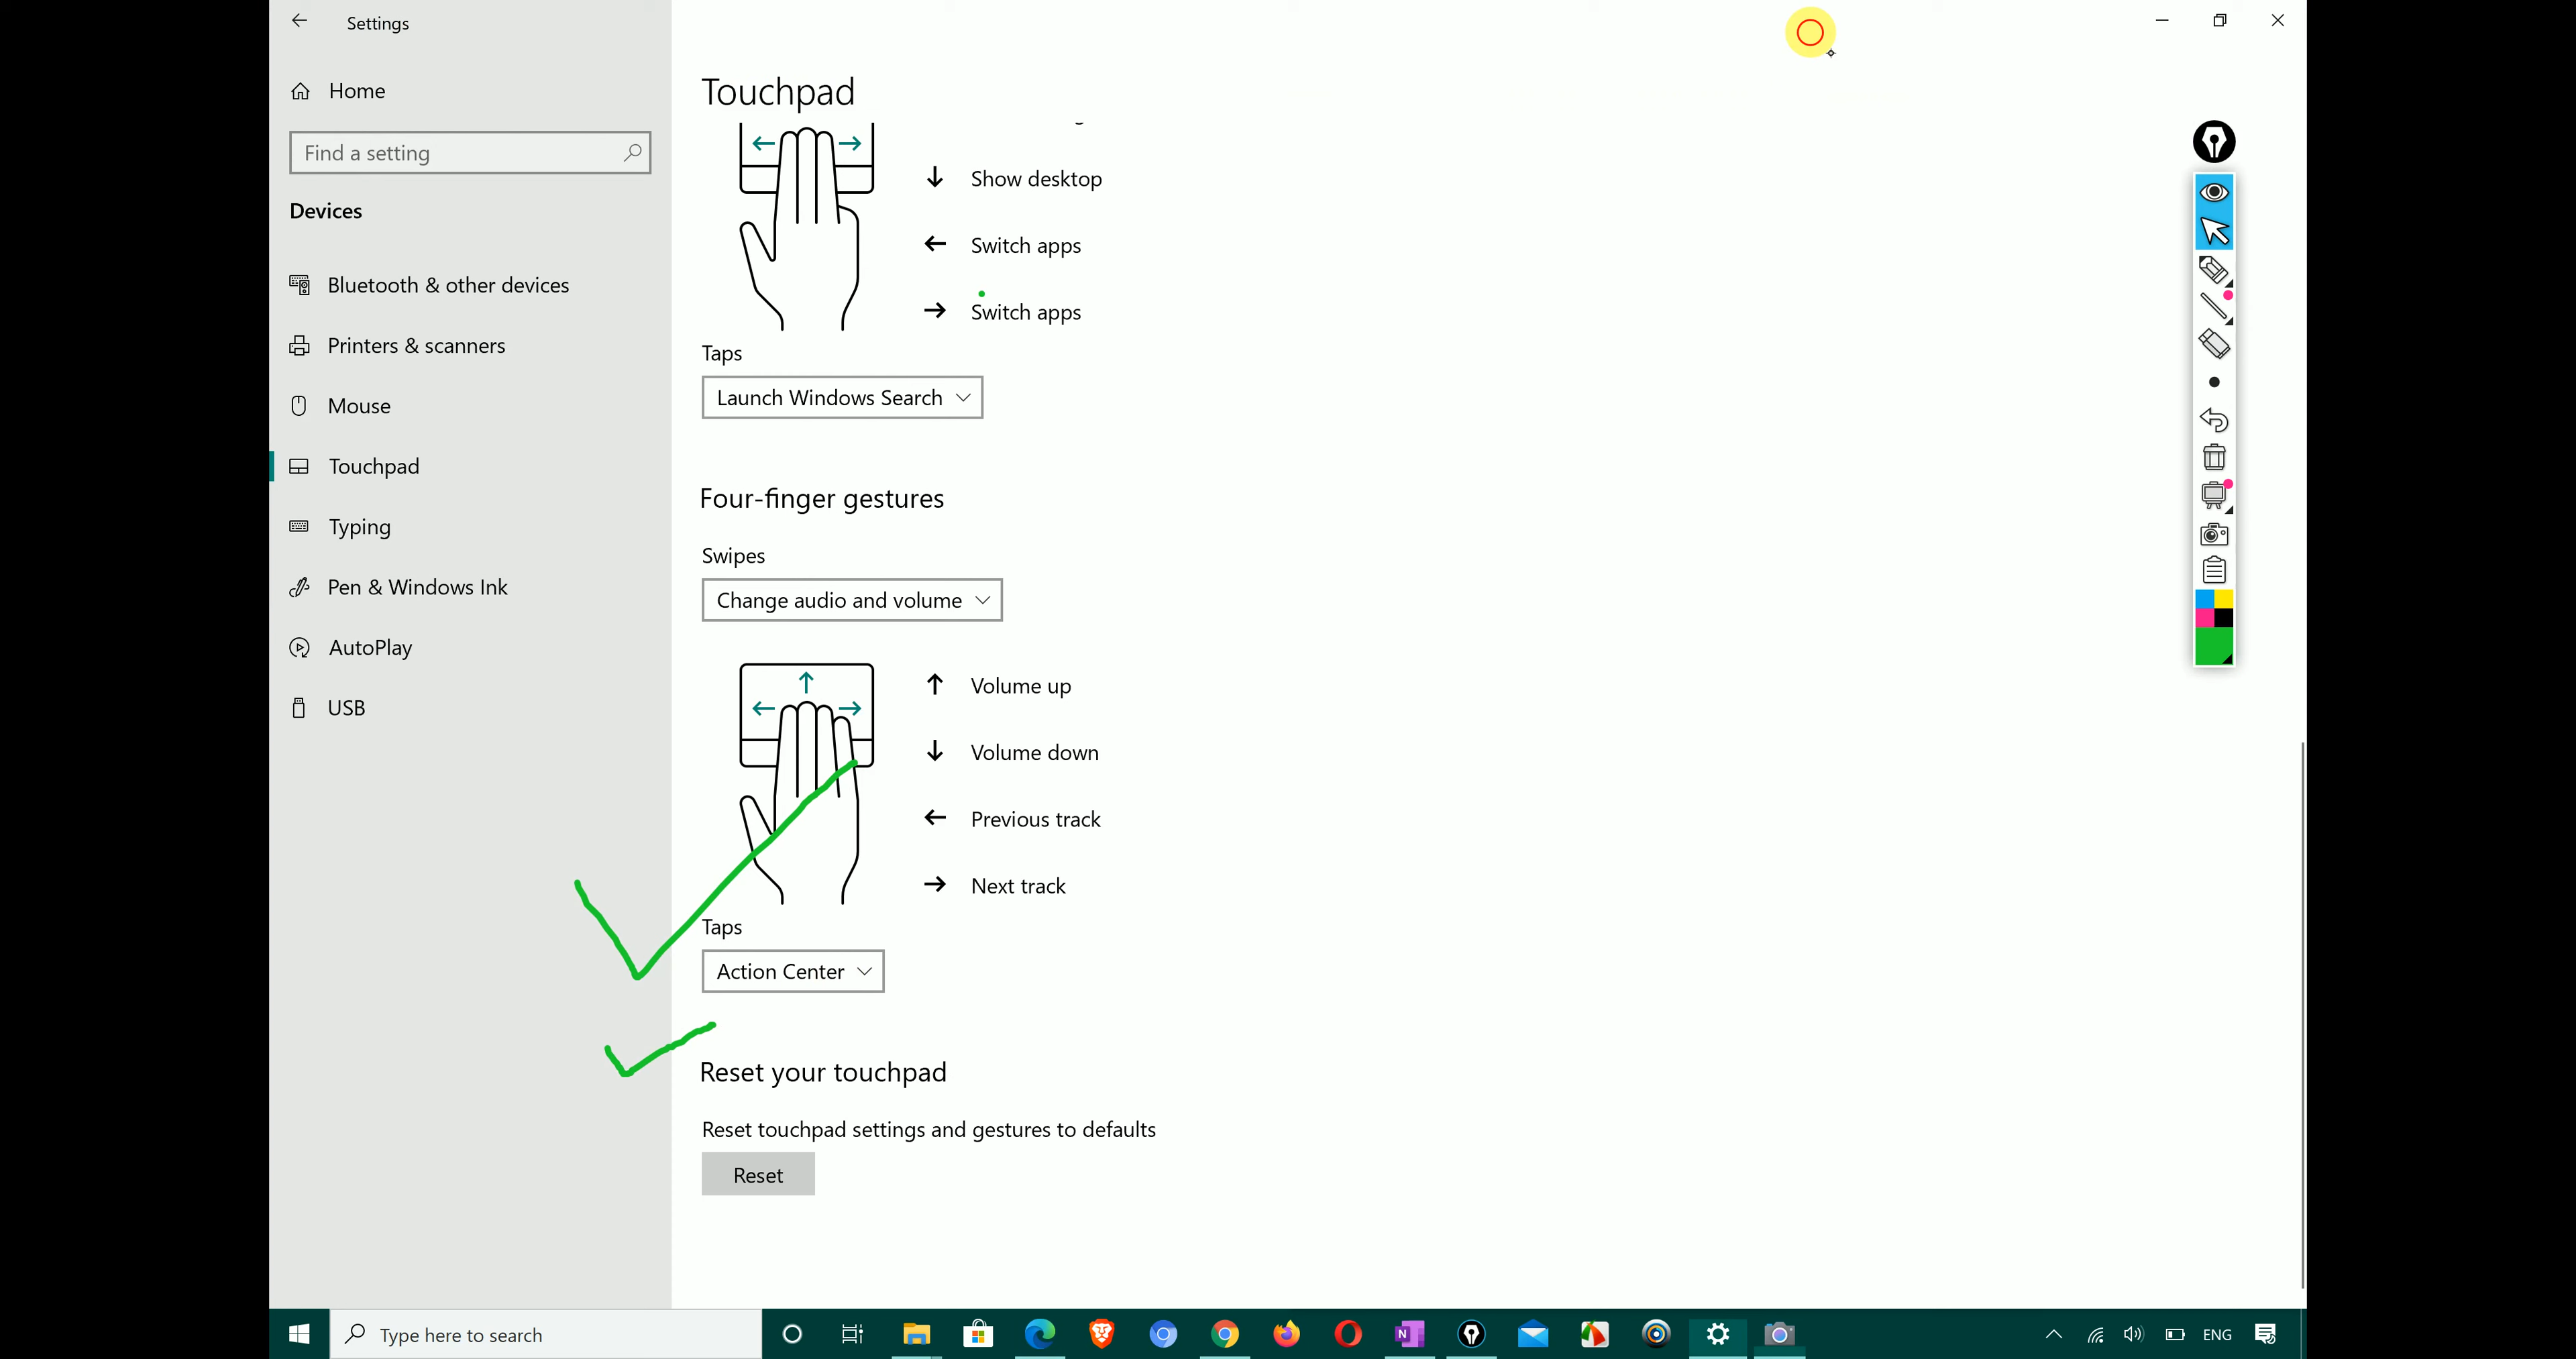 Settings
Home
Find a setting
Devices
Bluetooth & other devices
Printers & scanners
Mouse
Touchpad
Typing
Pen & Windows Ink
AutoPlay
USB
Touchpad
Show desktop
Switch apps
Switch apps
Taps
Launch Windows Search
Four-finger gestures
Swipes
Change audio and volume
Volume up
Volume down
Previous track
Next track
Taps
Action Center
Reset your touchpad
Reset touchpad settings and gestures to defaults
Reset
Type here to search
ENG